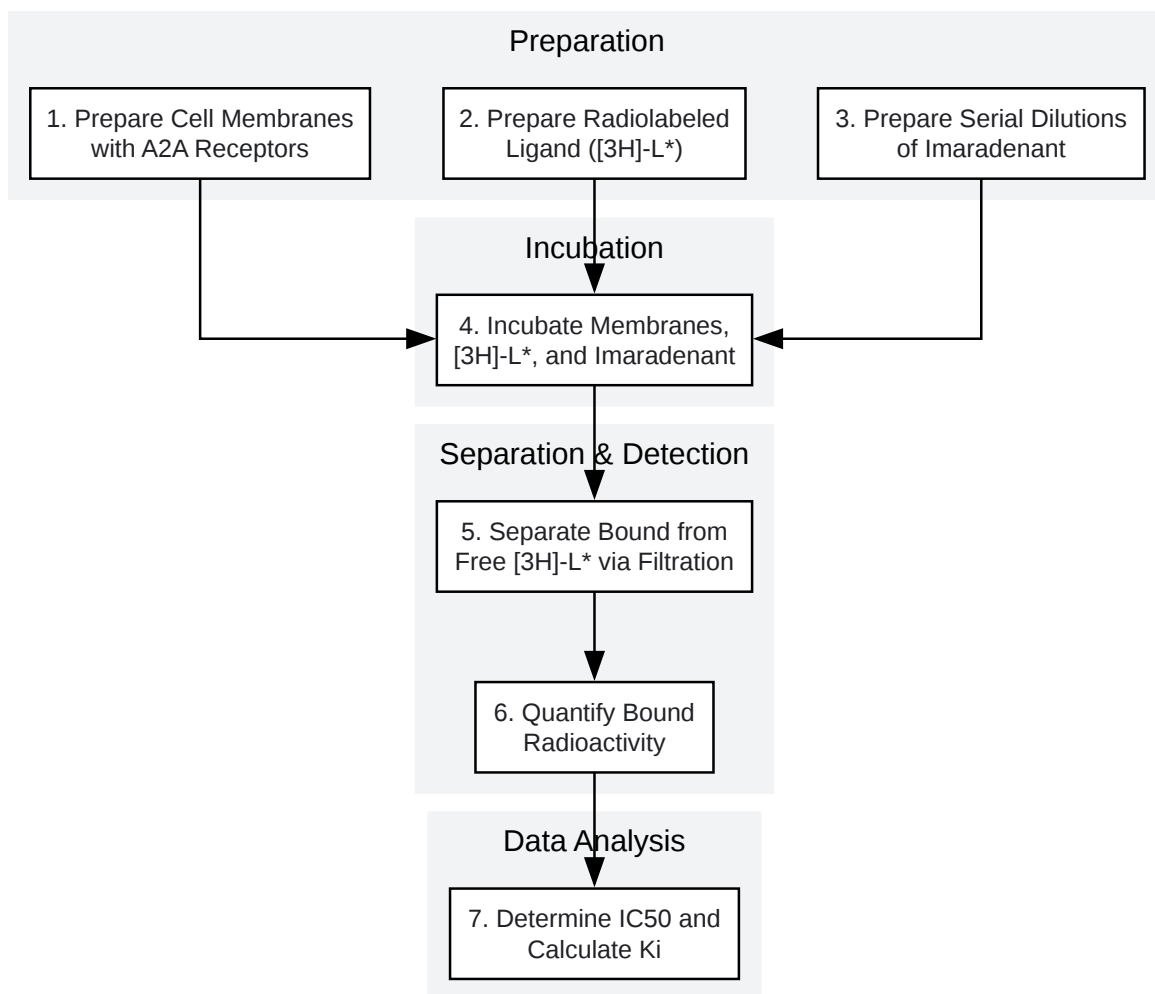 Preparation
1. Prepare Cell Membranes
with A2A Receptors
2. Prepare Radiolabeled
Ligand ([3H]-L*)
3. Prepare Serial Dilutions
of Imaradenant
Incubation
4. Incubate Membranes,
[3H]-L*, and Imaradenant
Separation & Detection
5. Separate Bound from
Free [3H]-L* via Filtration
6. Quantify Bound
Radioactivity
Data Analysis
7. Determine IC50 and
Calculate Ki